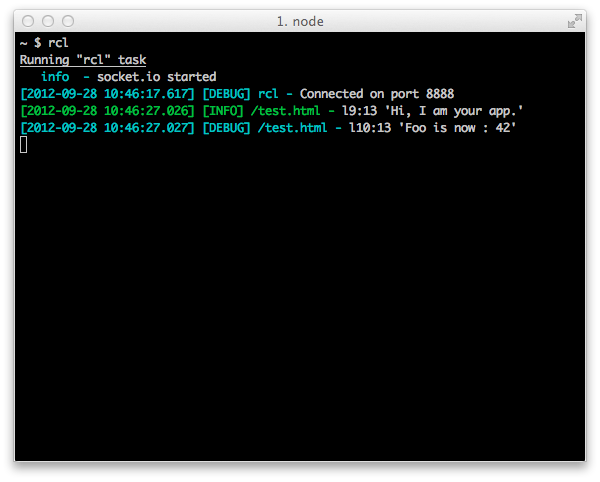 1. node
~ $ rcl
Running "rcl" task
info - socket.io started
[2012-09-28 10:46:17.617] [DEBUG] rcl - Connected on port 8888
[2012-09-28 10:46:27.026] [INFO] /test.html - l9:13 'Hi, I am your app.'
[2012-09-28 10:46:27.027] [DEBUG] /test.html - l10:13 'Foo is now : 42'